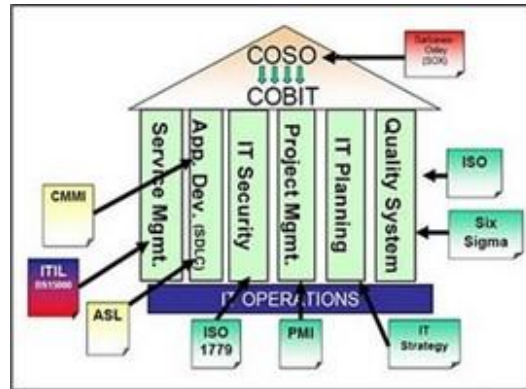 COSO
COBIT
Sarbanes-
Oxley
(SOX)
Service Mgmt.
App. Dev. (SDLC)
IT Security
Project Mgmt.
IT Planning
Quality System
CMMI
ISO
Six
Sigma
ITIL
BS15000
IT OPERATIONS
ASL
ISO
1779
PMI
IT
Strategy